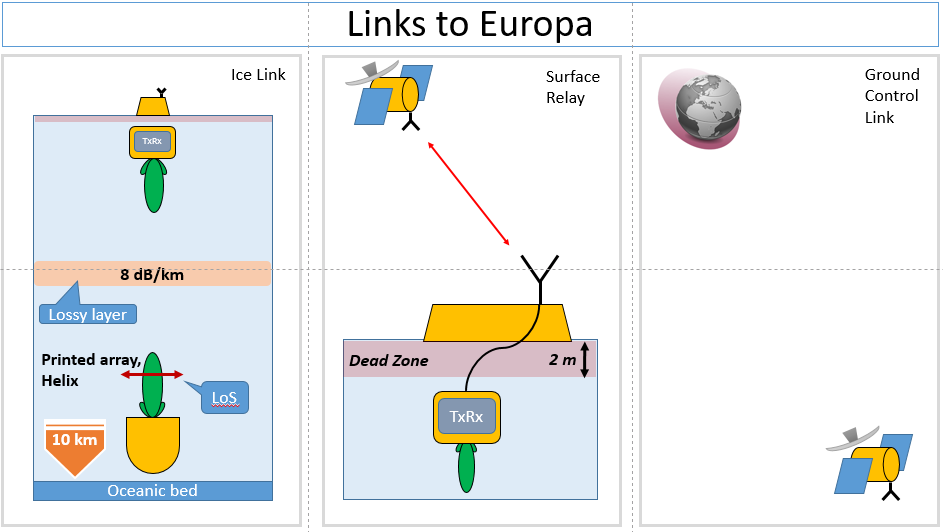 Links to Europa
Ice Link
TxRx
8 dB/km
Lossy layer
Printed array,
Helix
LoS
10 km
Oceanic bed
Surface
Relay
Dead Zone
2 m
TxRx
Ground
Control
Link